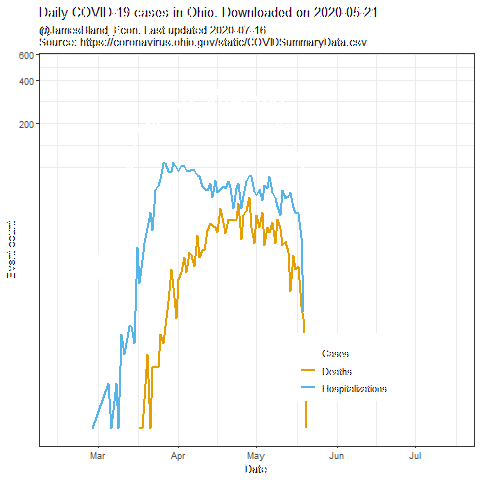 Daily COVID-19 cases in Ohio. Downloaded on 2020-05-21
@JamesBland_Econ. Last updated 2020-07-16
Source: https://coronavirus.ohio.gov/static/COVIDSummaryData.csv
600
400
200
Event count
Cases
Deaths
Hospitalizations
Mar Apr May Jun Jul
Date